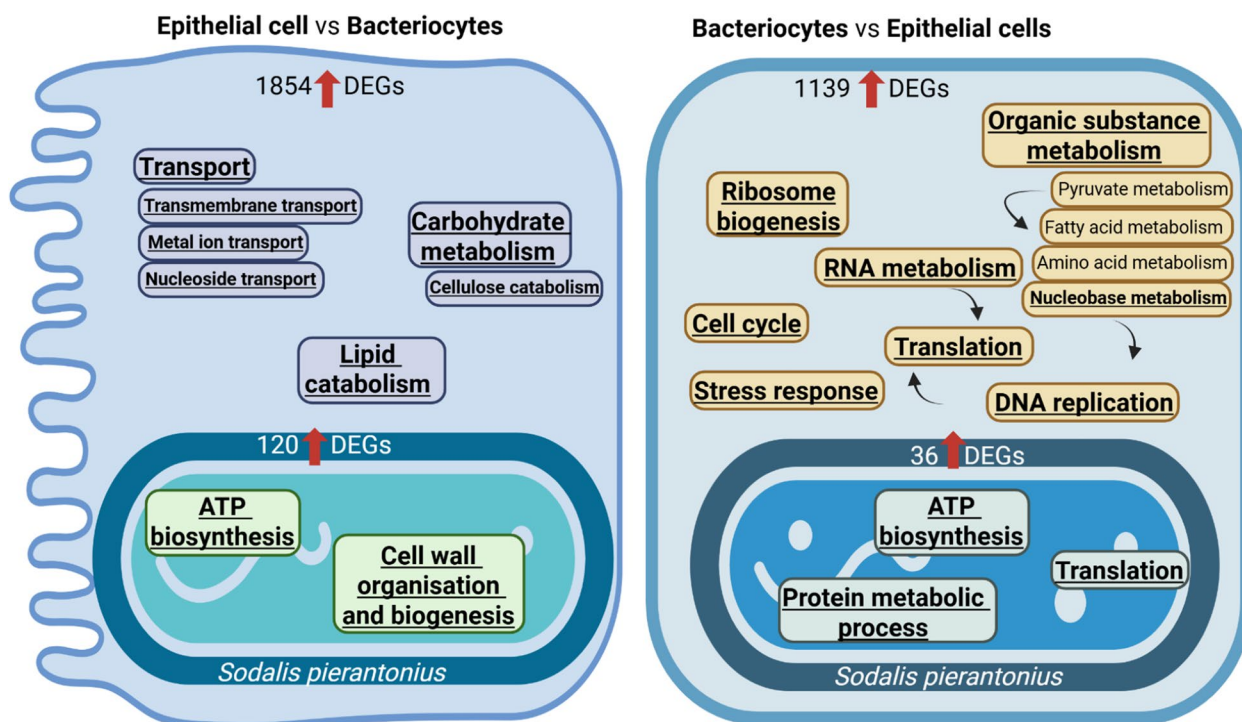 Epithelial cell vs Bacteriocytes
1854 DEGs
Transport
Transmembrane transport
Metal ion transport
Nucleoside transport
Carbohydrate
metabolism
Cellulose catabolism
Lipid
catabolism
120 DEGs
ATP
biosynthesis
Cell wall
organisation
and biogenesis
Sodalis pierantonius
Bacteriocytes vs Epithelial cells
1139 DEGs
Organic substance
metabolism
Pyruvate metabolism
Fatty acid metabolism
Amino acid metabolism
Nucleobase metabolism
Ribosome
biogenesis
RNA metabolism
Cell cycle
Translation
Stress response
DNA replication
36 DEGs
ATP
biosynthesis
Translation
Protein metabolic
process
Sodalis pierantonius